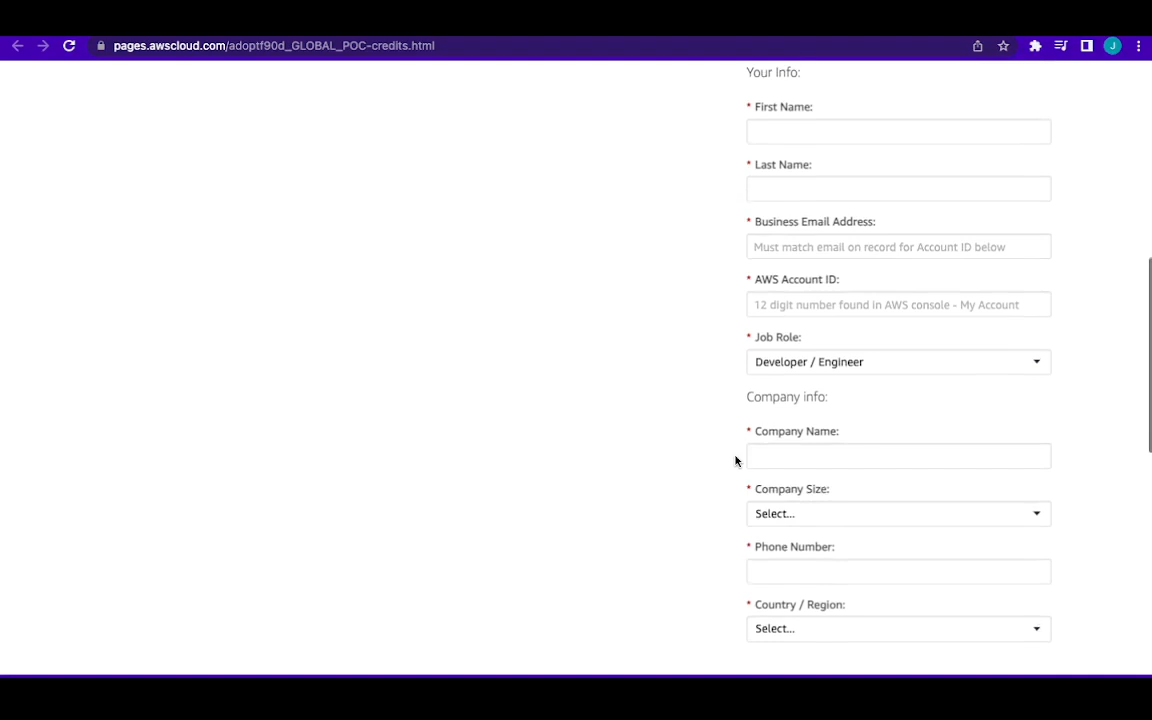 pages.awscloud.com/adoptf90d_GLOBAL_POC-credits.html
J
Your Info:
* First Name:
* Last Name:
* Business Email Address:
Must match email on record for Account ID below
* AWS Account ID:
12 digit number found in AWS console - My Account
* Job Role:
Developer / Engineer
Company info:
* Company Name:
* Company Size:
Select...
* Phone Number:
* Country / Region:
Select...